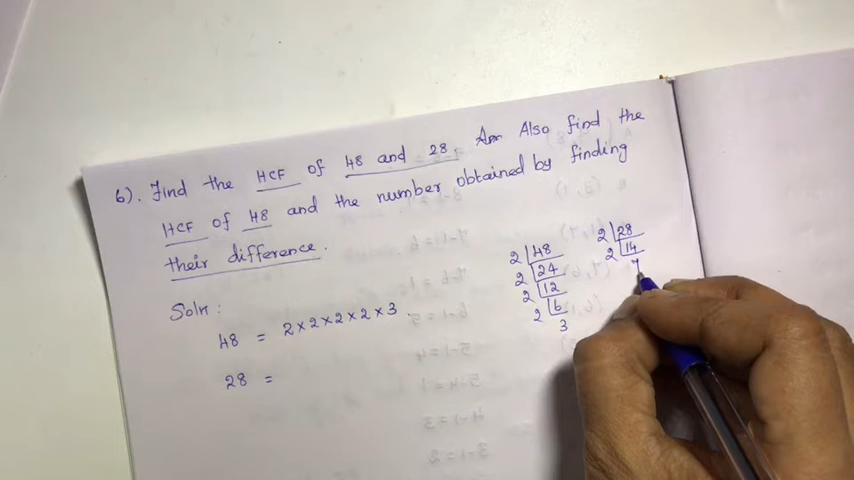 6). Find the HCF of 48 and 28 Also find the
HCF of 48 and the number obtained by finding
their difference.
Soln:
48 = 2×2×2×2×3
28 =
2 | 48
2 | 24
2 | 12
2 | 6
3
2 | 28
2 | 14
7